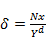 δ = Nx / Y^d